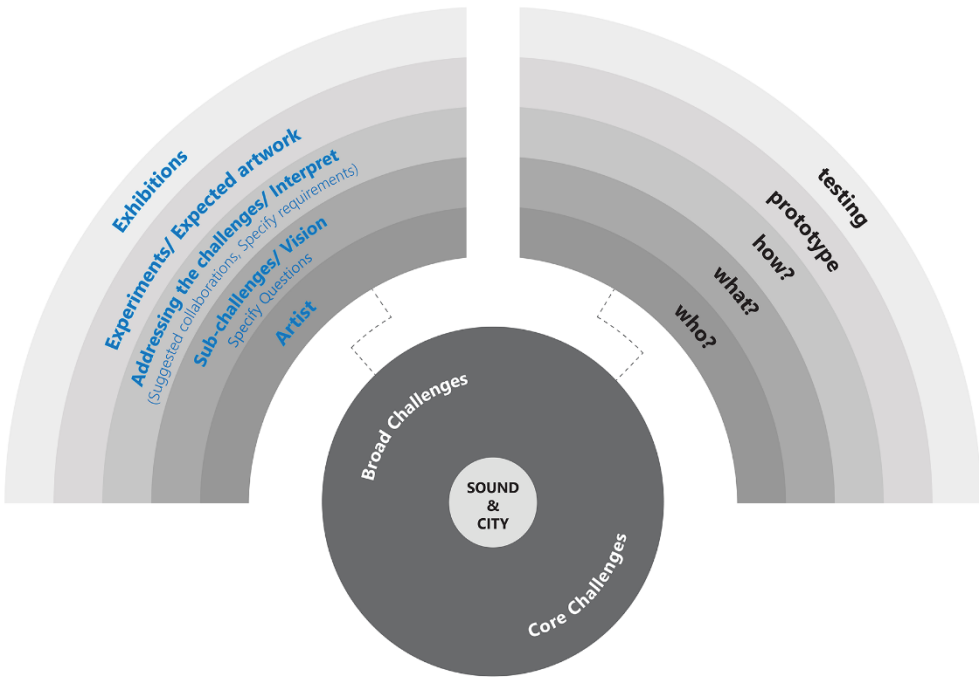 Exhibitions
Experiments/ Expected artwork
Addressing the challenges/ Interpret
(Suggested collaborations, Specify requirements)
Sub-challenges/ Vision
Specify Questions
Artist
testing
prototype
how?
what?
who?
Broad Challenges
SOUND
&
CITY
Core Challenges